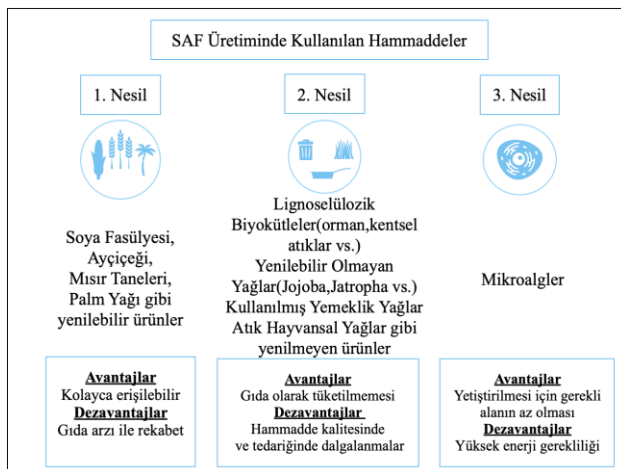 SAF Üretiminde Kullanılan Hammaddeler
1. Nesil
2. Nesil
3. Nesil
Soya Fasülyesi,
Ayçiçeği,
Mısır Taneleri,
Palm Yağı gibi
yenilebilir ürünler
Lignoselülozik
Biyokütleler(orman,kentsel
atıklar vs.)
Yenilebilir Olmayan
Yağlar(Jojoba,Jatropha vs.)
Kullanılmış Yemeklik Yağlar
Atık Hayvansal Yağlar gibi
yenilmeyen ürünler
Mikroalgler
Avantajlar
Kolayca erişilebilir
Dezavantajlar
Gıda arzı ile rekabet
Avantajlar
Gıda olarak tüketilmemesi
Dezavantajlar
Hammadde kalitesinde
ve tedariğinde dalgalanmalar
Avantajlar
Yetiştirilmesi için gerekli
alanın az olması
Dezavantajlar
Yüksek enerji gerekliliği